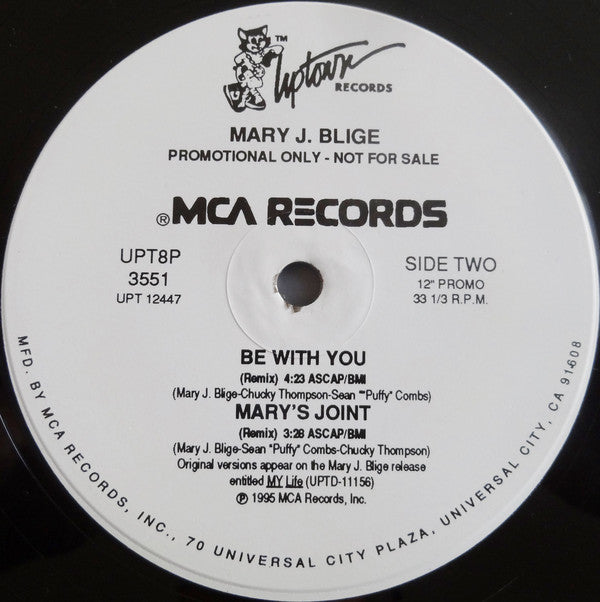 TM
Uptown
RECORDS
MARY J. BLIGE
PROMOTIONAL ONLY - NOT FOR SALE
®MCA RECORDS
UPT8P
3551
UPT 12447
SIDE TWO
12" PROMO
33 1/3 R.P.M.
BE WITH YOU
(Remix) 4:23 ASCAP/BMI
(Mary J. Blige-Chucky Thompson-Sean ""Puffy" Combs)
MARY'S JOINT
(Remix) 3:28 ASCAP/BMI
(Mary J. Blige-Sean "Puffy" Combs-Chucky Thompson)
Original versions appear on the Mary J. Blige release
entitled MY Life (UPTD-11156)
℗ 1995 MCA Records, Inc.
MFD. BY MCA RECORDS, INC., 70 UNIVERSAL CITY PLAZA, UNIVERSAL CITY, CA 91608